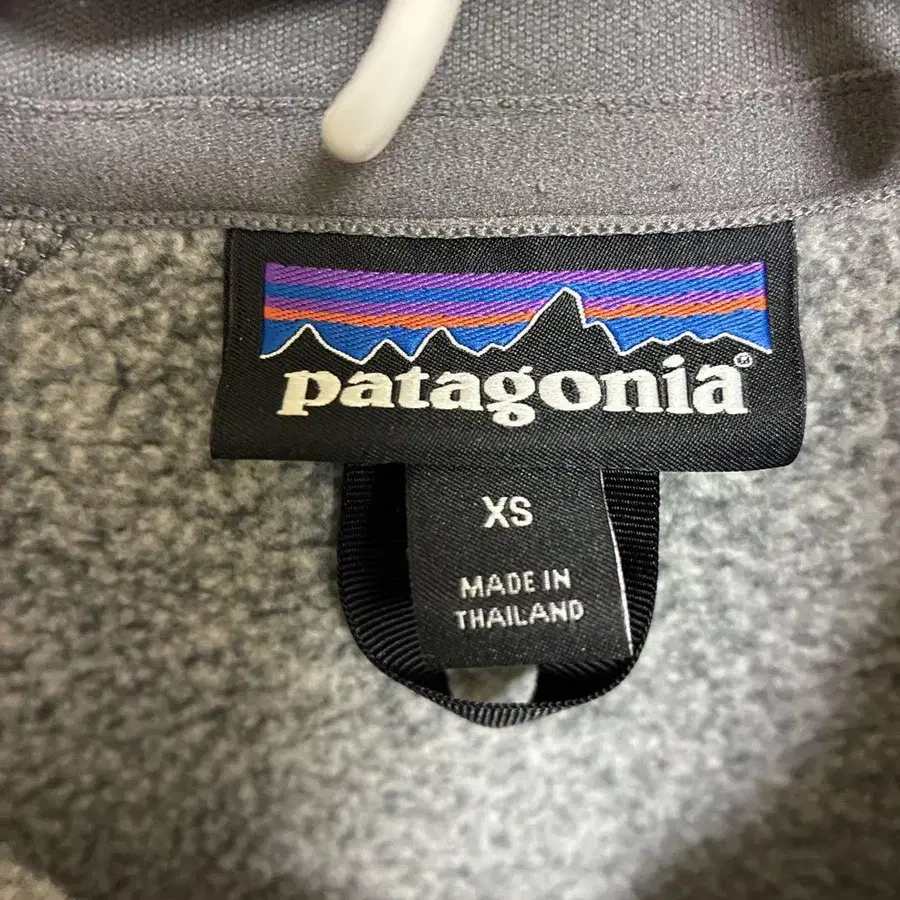 patagonia®
XS
MADE IN
THAILAND